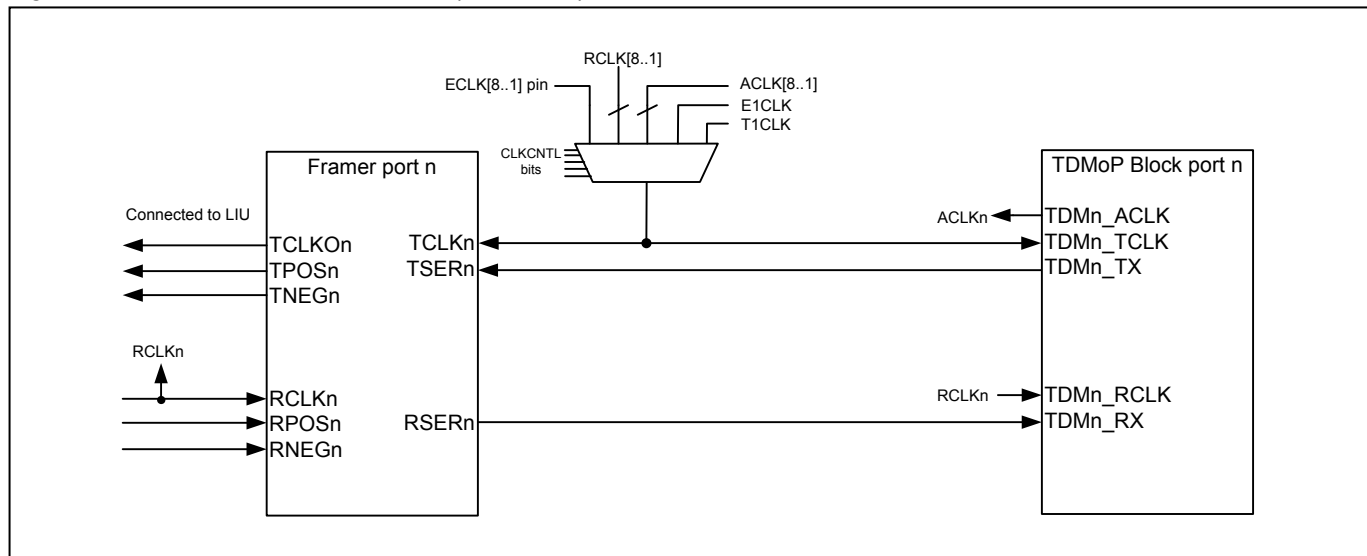 RCLK[8..1]
ECLK[8..1] pin
ACLK[8..1]
E1CLK
T1CLK
CLKCNTL
bits
Framer port n
TDMoP Block port n
Connected to LIU
TCLKOn
TPOSn
TNEGn
TCLKn
TSERn
ACLKn
TDMn_ACLK
TDMn_TCLK
TDMn_TX
RCLKn
RCLKn
RPOSn
RNEGn
RSERn
RCLKn
TDMn_RCLK
TDMn_RX